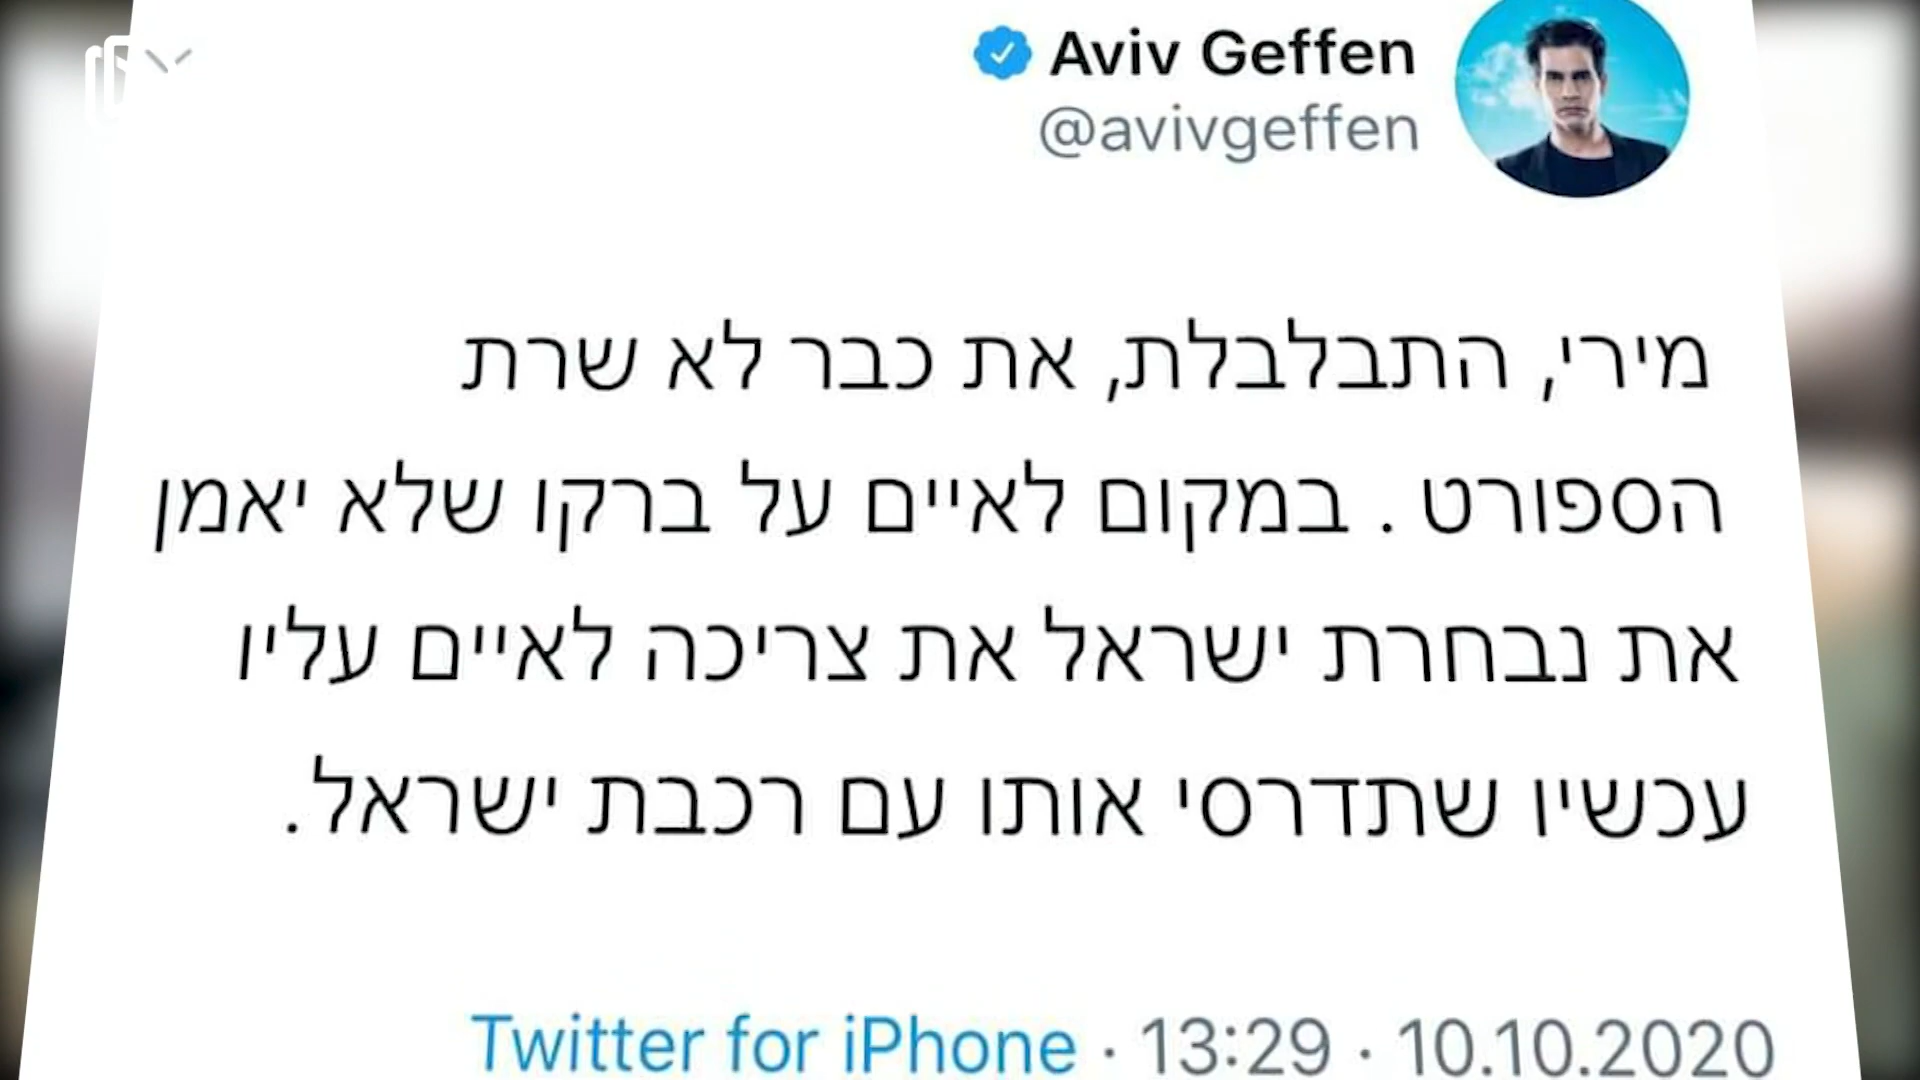 Aviv Geffen
@avivgeffen
מירי, התבלבלת, את כבר לא שרת
הספורט . במקום לאיים על ברקו שלא יאמן
את נבחרת ישראל את צריכה לאיים עליו
עכשיו שתדרסי אותו עם רכבת ישראל.
10.10.2020 · 13:29 · Twitter for iPhone